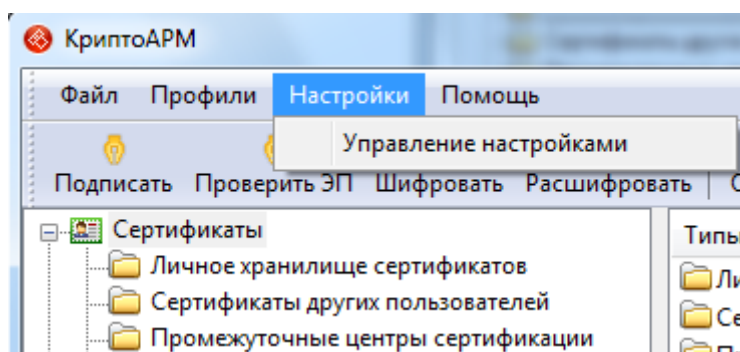 КриптоАРМ
Файл Профили Настройки Помощь
Управление настройками
Подписать Проверить ЭП Шифровать Расшифровать
Сертификаты
Типы
Личное хранилище сертификатов
Сертификаты других пользователей
Промежуточные центры сертификации